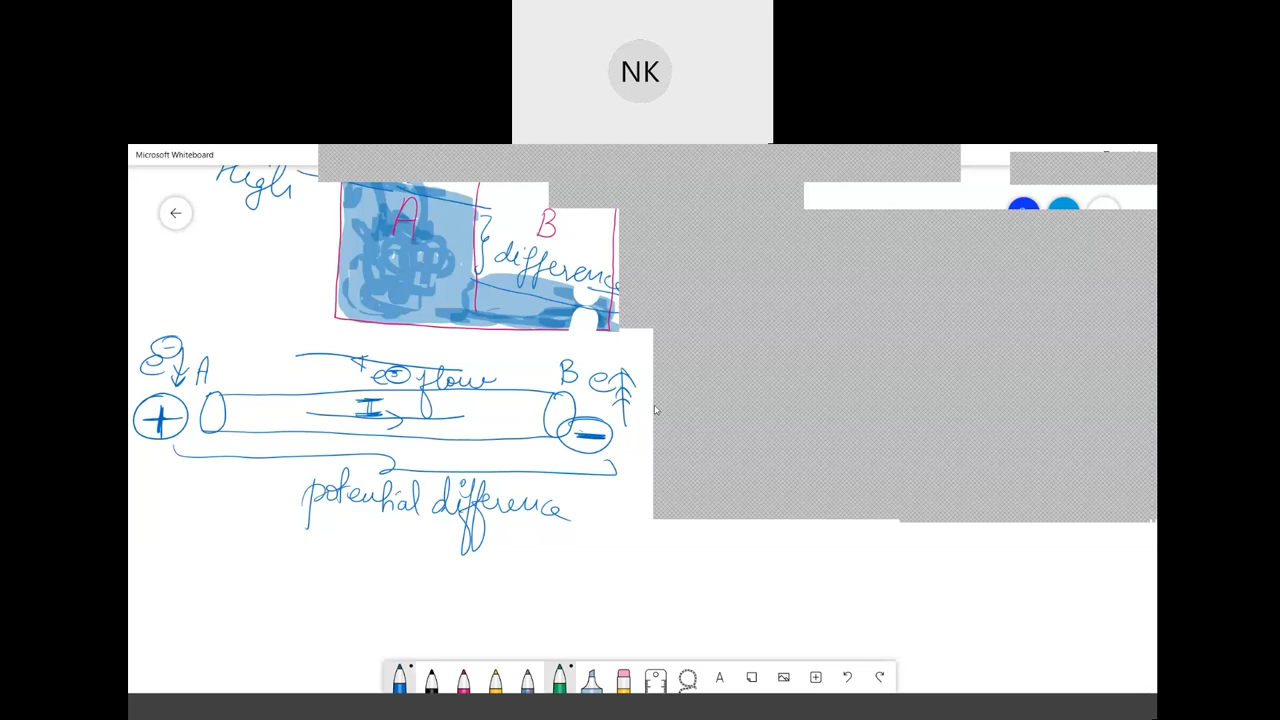 NK
Microsoft Whiteboard
High
A
B
difference
e⊖
A
e⊖ flow
B
e
I
+
−
potential difference
A